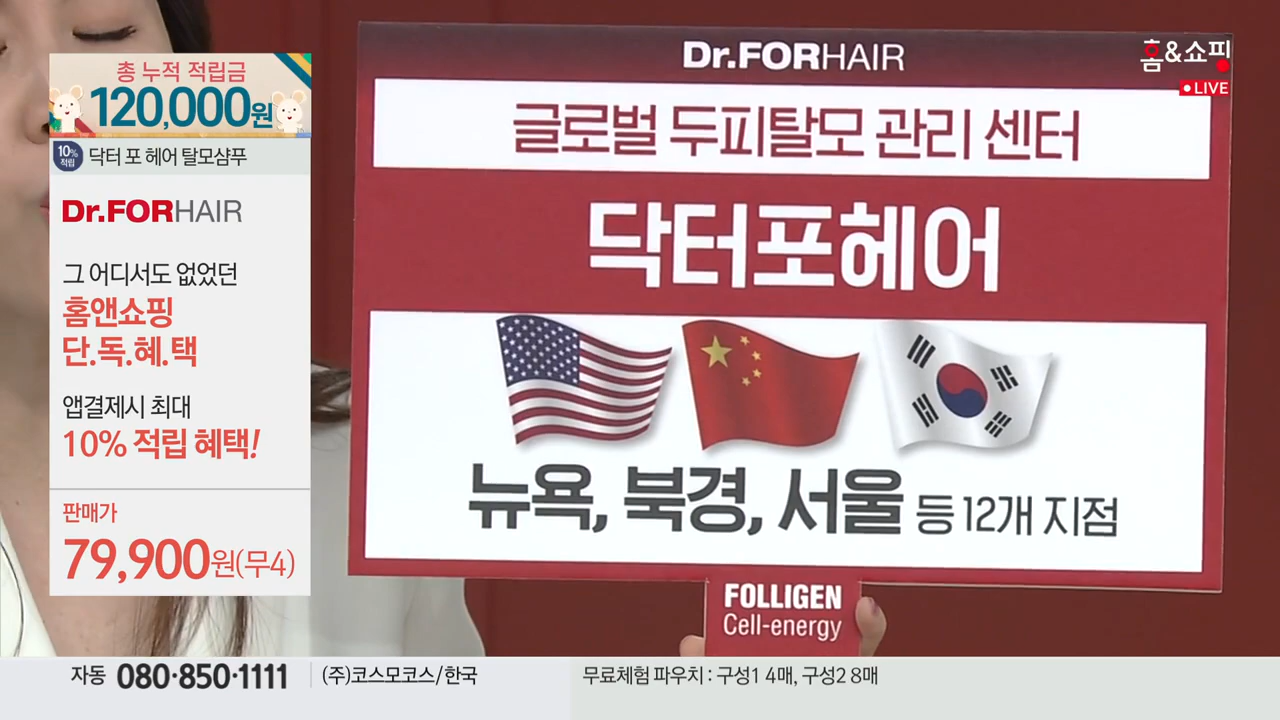 총 누적 적립금
120,000원
10% 적립
닥터 포 헤어 탈모샴푸
Dr.FORHAIR
그 어디서도 없었던
홈앤쇼핑
단.독.혜.택
앱결제시 최대
10% 적립 혜택!
판매가
79,900원(무4)
Dr.FORHAIR
글로벌 두피탈모 관리 센터
닥터포헤어
뉴욕, 북경, 서울 등 12개 지점
FOLLIGEN
Cell-energy
홈&쇼핑
LIVE
자동 080·850·1111
(주)코스모코스/한국
무료체험 파우치 : 구성1 4매, 구성2 8매